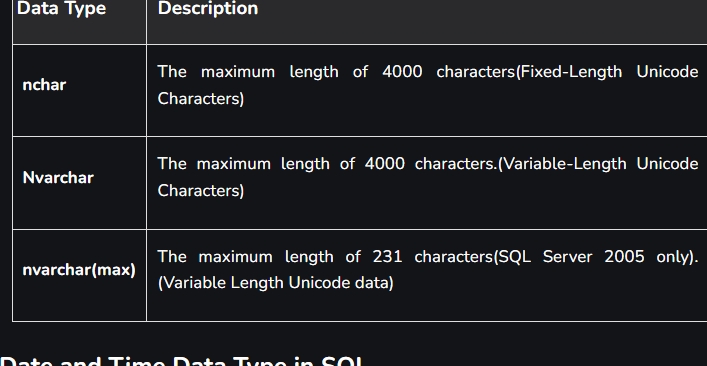 Data Type Description
nchar The maximum length of 4000 characters(Fixed-Length Unicode
Characters)
Nvarchar The maximum length of 4000 characters.(Variable-Length Unicode
Characters)
nvarchar(max) The maximum length of 231 characters(SQL Server 2005 only).
(Variable Length Unicode data)
Date and Time Data Type in SQL